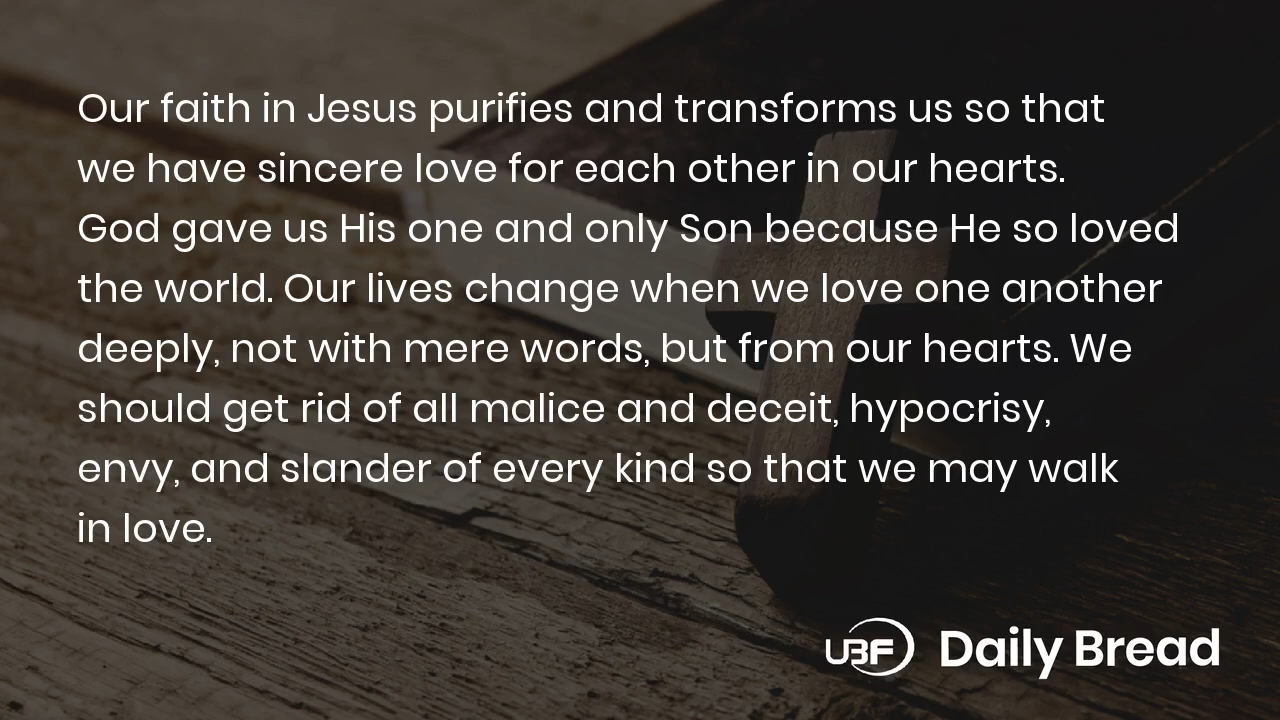 Our faith in Jesus purifies and transforms us so that
we have sincere love for each other in our hearts.
God gave us His one and only Son because He so loved
the world. Our lives change when we love one another
deeply, not with mere words, but from our hearts. We
should get rid of all malice and deceit, hypocrisy,
envy, and slander of every kind so that we may walk
in love.
UBF Daily Bread